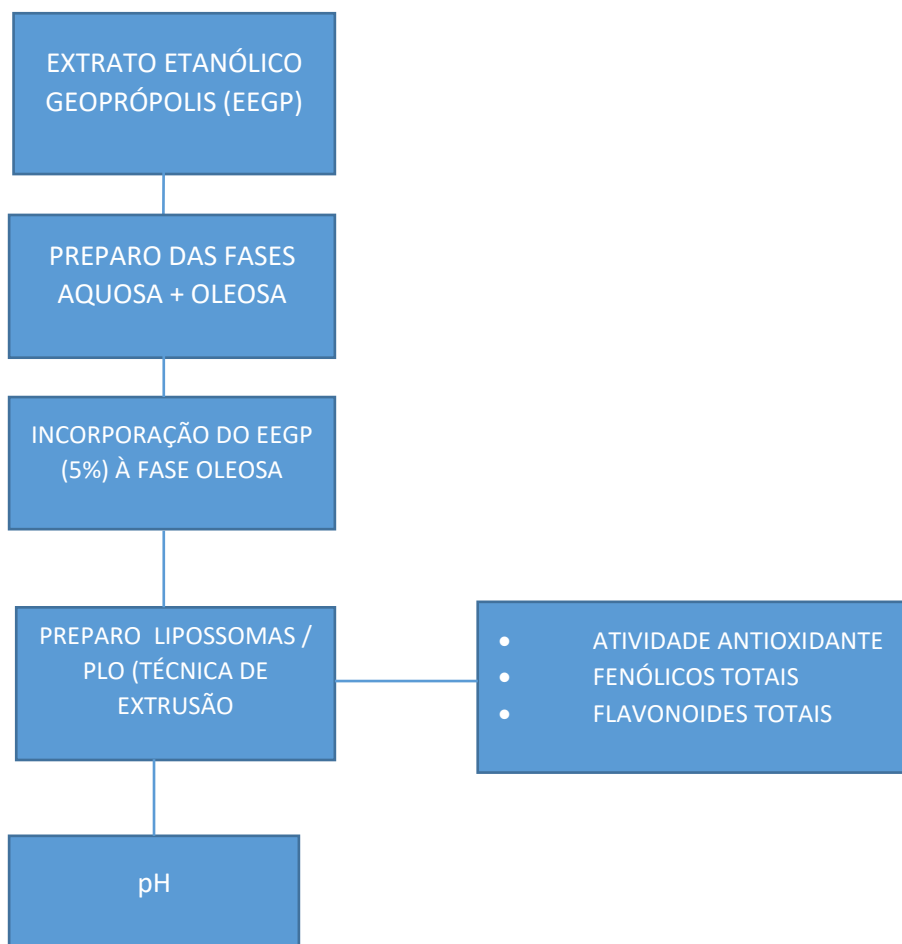 EXTRATO ETANÓLICO
GEOPRÓPOLIS (EEGP)
PREPARO DAS FASES
AQUOSA + OLEOSA
INCORPORAÇÃO DO EEGP
(5%) À FASE OLEOSA
PREPARO LIPOSSOMAS /
PLO (TÉCNICA DE
EXTRUSÃO
• ATIVIDADE ANTIOXIDANTE
• FENÓLICOS TOTAIS
• FLAVONOIDES TOTAIS
pH